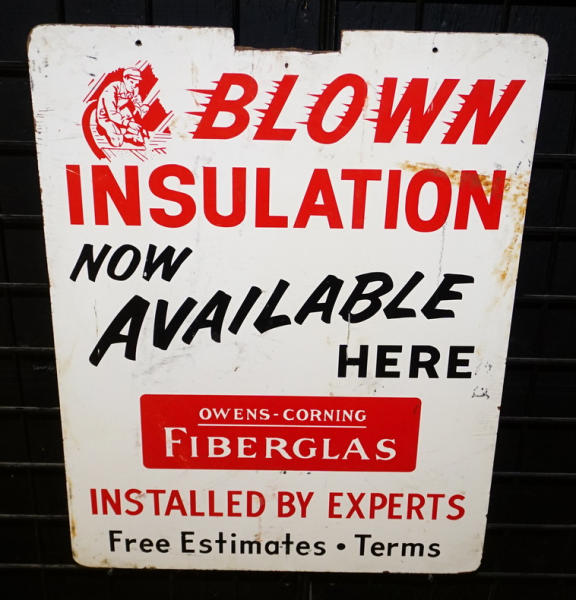 BLOWN
INSULATION
NOW
AVAILABLE
HERE
OWENS-CORNING
FIBERGLAS
INSTALLED BY EXPERTS
Free Estimates • Terms